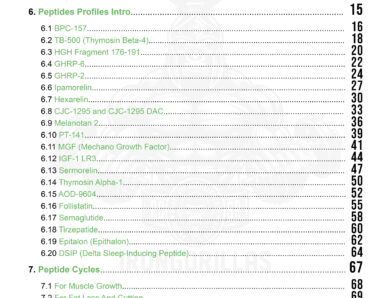 6. Peptides Profiles Intro 15
6.1 BPC-157 16
6.2 TB-500 (Thymosin Beta-4) 18
6.3 HGH Fragment 176-191 20
6.4 GHRP-6 22
6.5 GHRP-2 24
6.6 Ipamorelin 27
6.7 Hexarelin 30
6.8 CJC-1295 and CJC-1295 DAC 33
6.9 Melanotan 2 36
6.10 PT-141 39
6.11 MGF (Mechano Growth Factor) 41
6.12 IGF-1 LR3 44
6.13 Sermorelin 47
6.14 Thymosin Alpha-1 50
6.15 AOD-9604 52
6.16 Follistatin 55
6.17 Semaglutide 58
6.18 Tirzepatide 60
6.19 Epitalon (Epithalon) 62
6.20 DSIP (Delta Sleep-Inducing Peptide) 64
IRONGORILLAS
7. Peptide Cycles 67
7.1 For Muscle Growth 68
7.2 For Fat Loss And Cutting 69